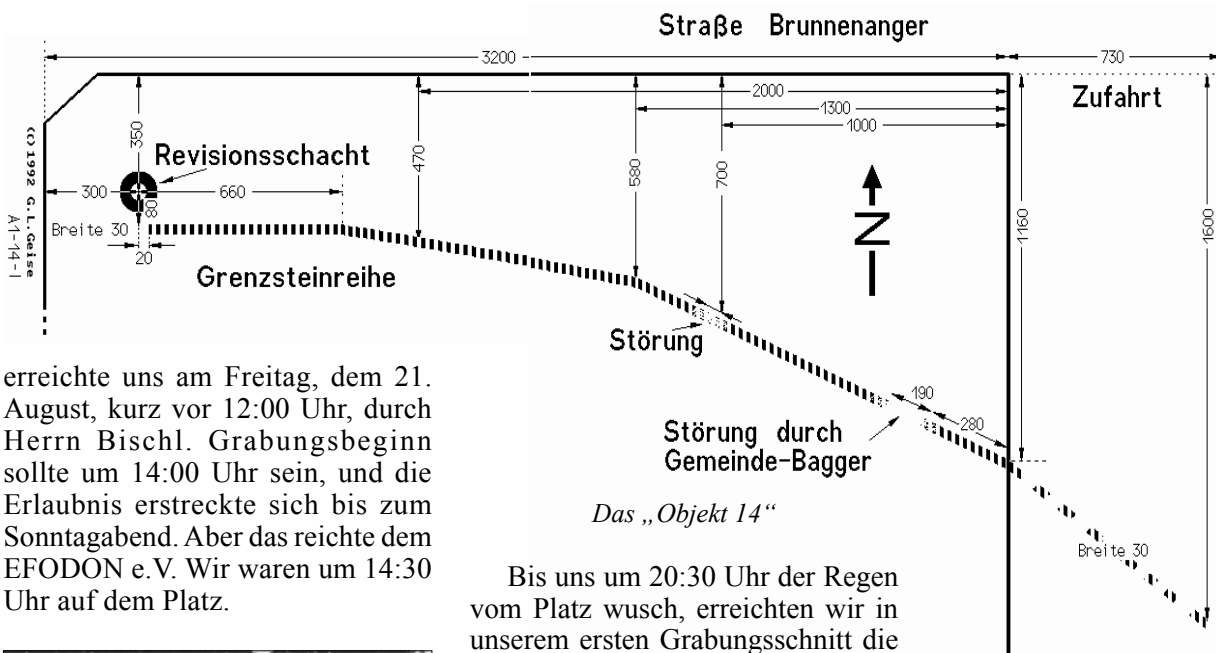 Straße Brunnenanger
3200
730
2000
Zufahrt
1300
1000
350
Revisionsschacht
470
580
700
300
660
80
N
1160
1600
(c) 1992 G.L.Geise
A1-14-I
Breite 30
20
Grenzsteinreihe
Störung
190
280
Störung durch
Gemeinde-Bagger
Breite 30
Das „Objekt 14“
erreichte uns am Freitag, dem 21.
August, kurz vor 12:00 Uhr, durch
Herrn Bischl. Grabungsbeginn
sollte um 14:00 Uhr sein, und die
Erlaubnis erstreckte sich bis zum
Sonntagabend. Aber das reichte dem
EFODON e.V. Wir waren um 14:30
Uhr auf dem Platz.
Bis uns um 20:30 Uhr der Regen
vom Platz wusch, erreichten wir in
unserem ersten Grabungsschnitt die